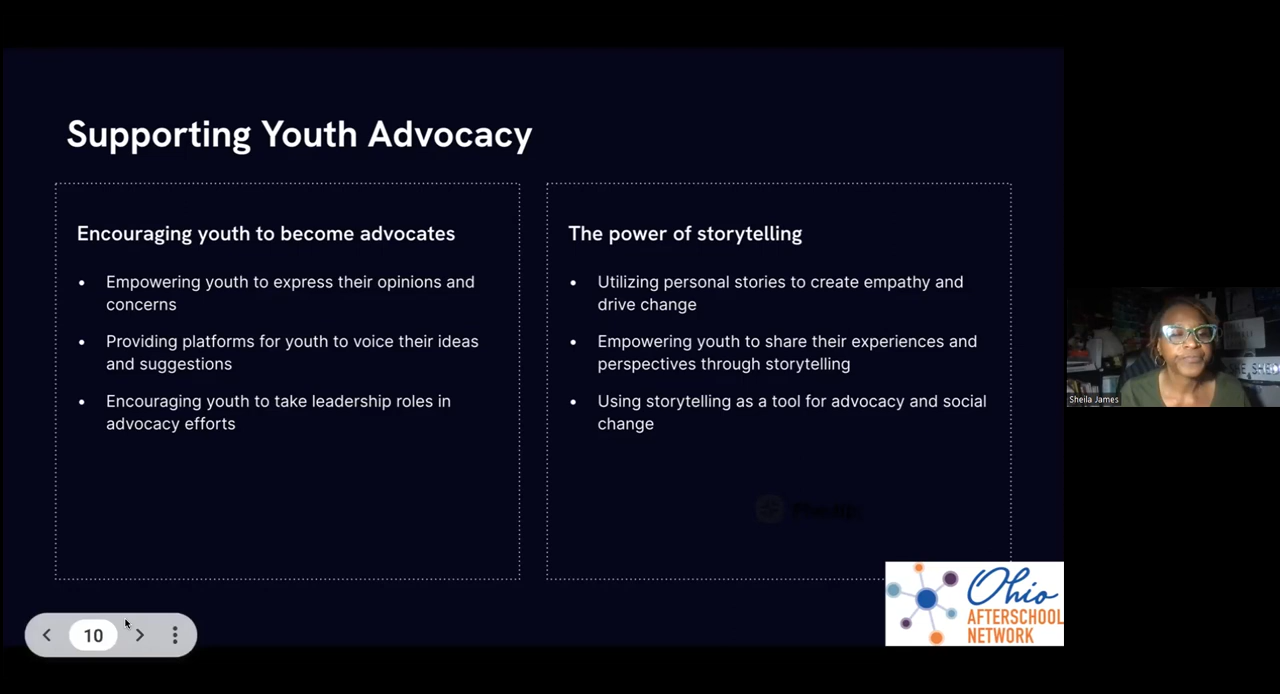 Supporting Youth Advocacy
Encouraging youth to become advocates
• Empowering youth to express their opinions and
concerns
• Providing platforms for youth to voice their ideas
and suggestions
• Encouraging youth to take leadership roles in
advocacy efforts
The power of storytelling
• Utilizing personal stories to create empathy and
drive change
• Empowering youth to share their experiences and
perspectives through storytelling
• Using storytelling as a tool for advocacy and social
change
Ohio
AFTERSCHOOL
NETWORK
10
Sheila James